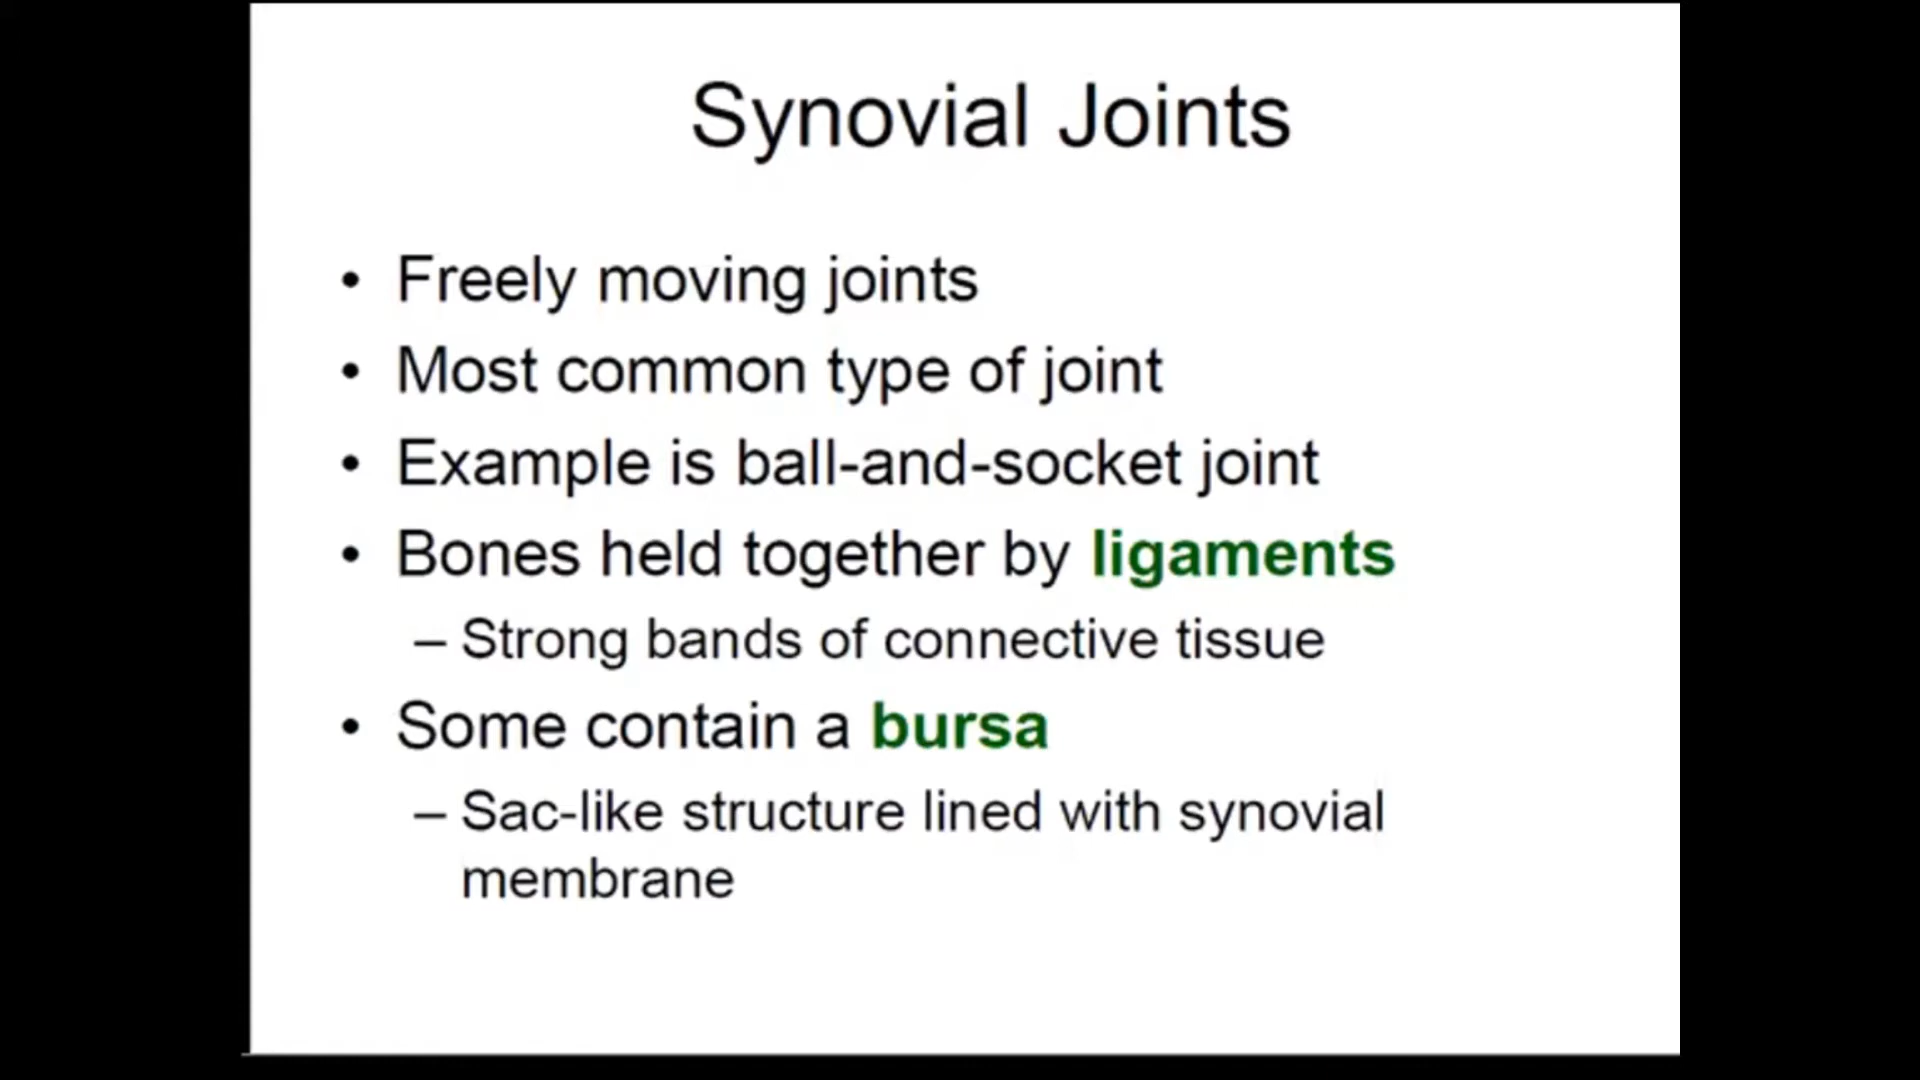 Synovial Joints
• Freely moving joints
• Most common type of joint
• Example is ball-and-socket joint
• Bones held together by ligaments
– Strong bands of connective tissue
• Some contain a bursa
– Sac-like structure lined with synovial
membrane